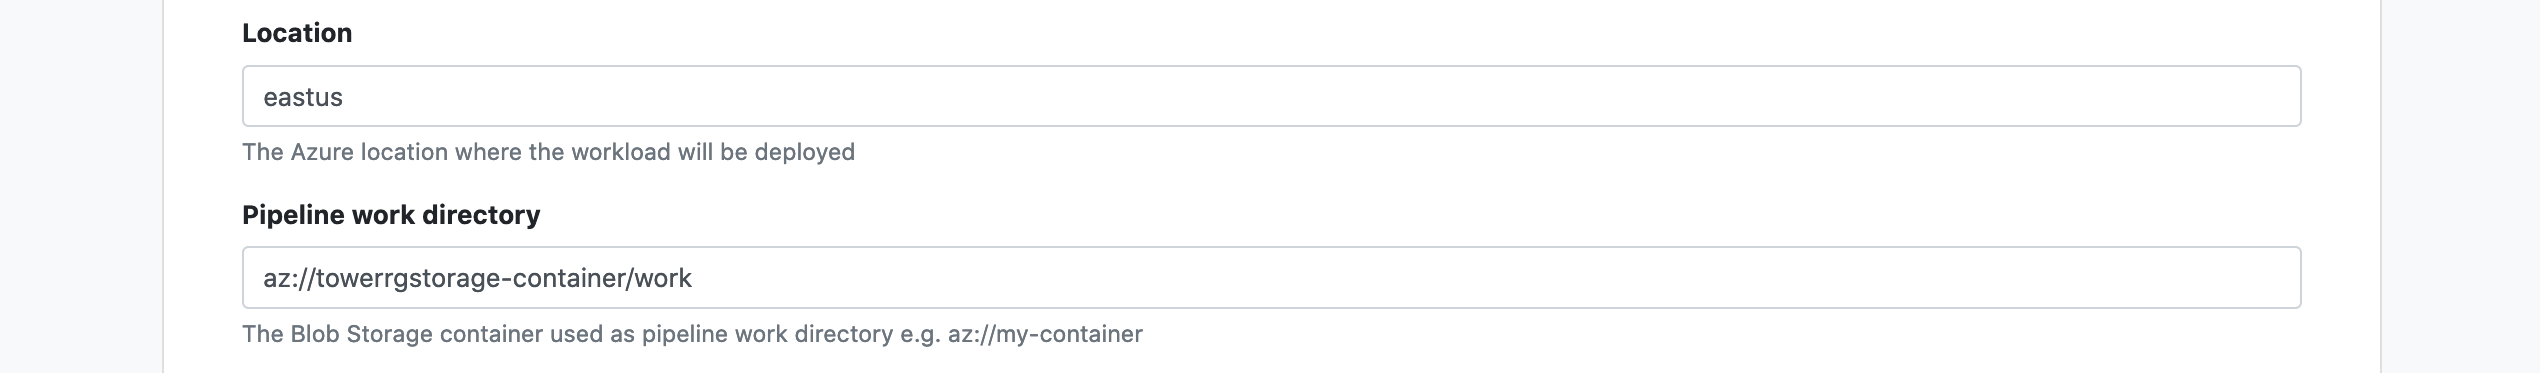 Location
eastus
The Azure location where the workload will be deployed
Pipeline work directory
az://towerrgstorage-container/work
The Blob Storage container used as pipeline work directory e.g. az://my-container